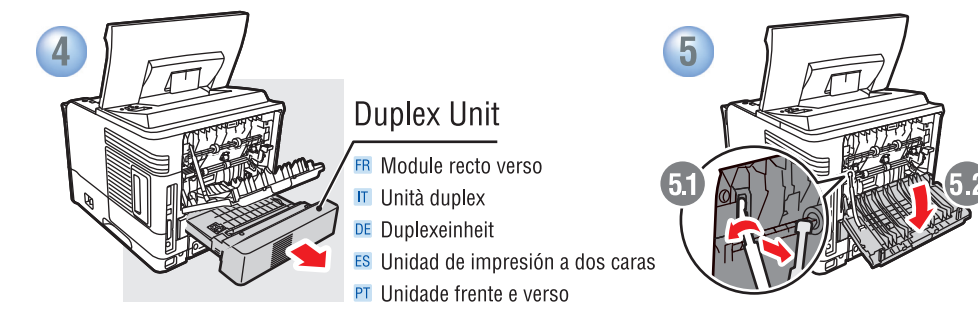 4
Duplex Unit
FR Module recto verso
IT Unità duplex
DE Duplexeinheit
ES Unidad de impresión a dos caras
PT Unidade frente e verso
5
5.1
5.2